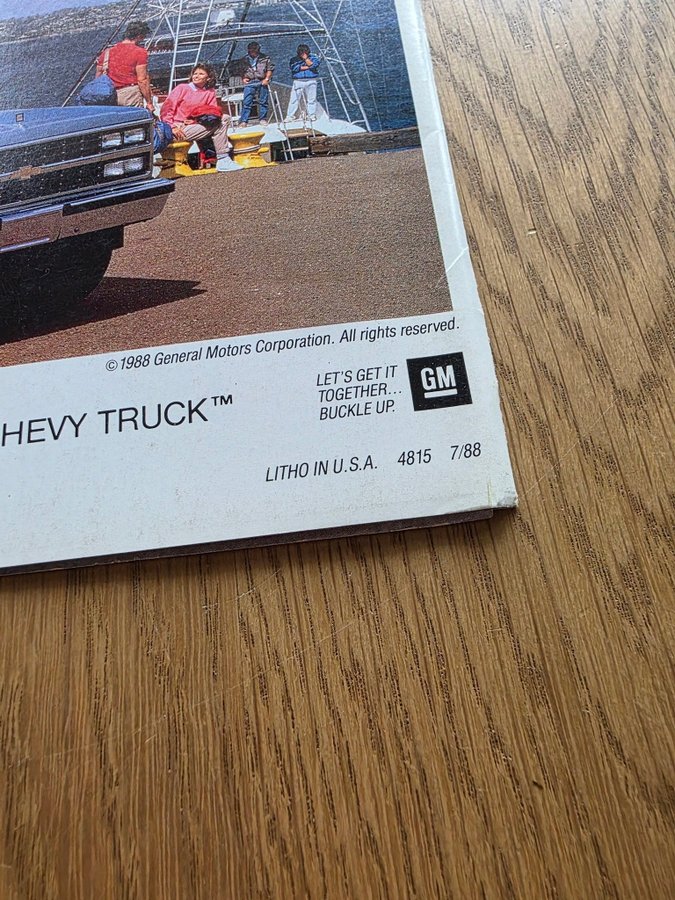 ©1988 General Motors Corporation. All rights reserved.
LET'S GET IT
TOGETHER...
BUCKLE UP.
GM
HEVY TRUCK™
LITHO IN U.S.A. 4815 7/88